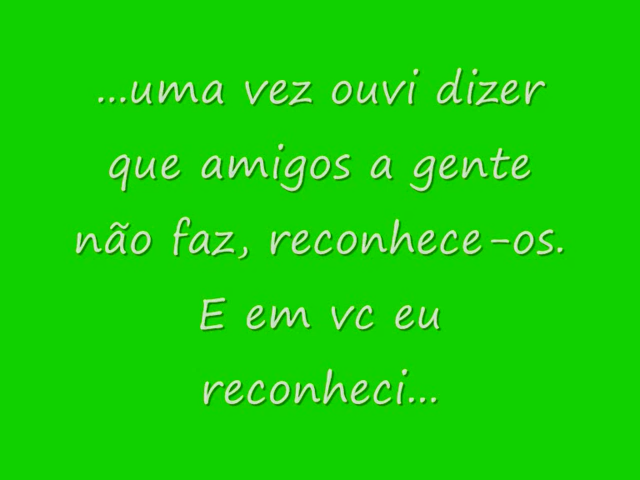 ...uma vez ouvi dizer
que amigos a gente
não faz, reconhece-os.
E em vc eu
reconheci...